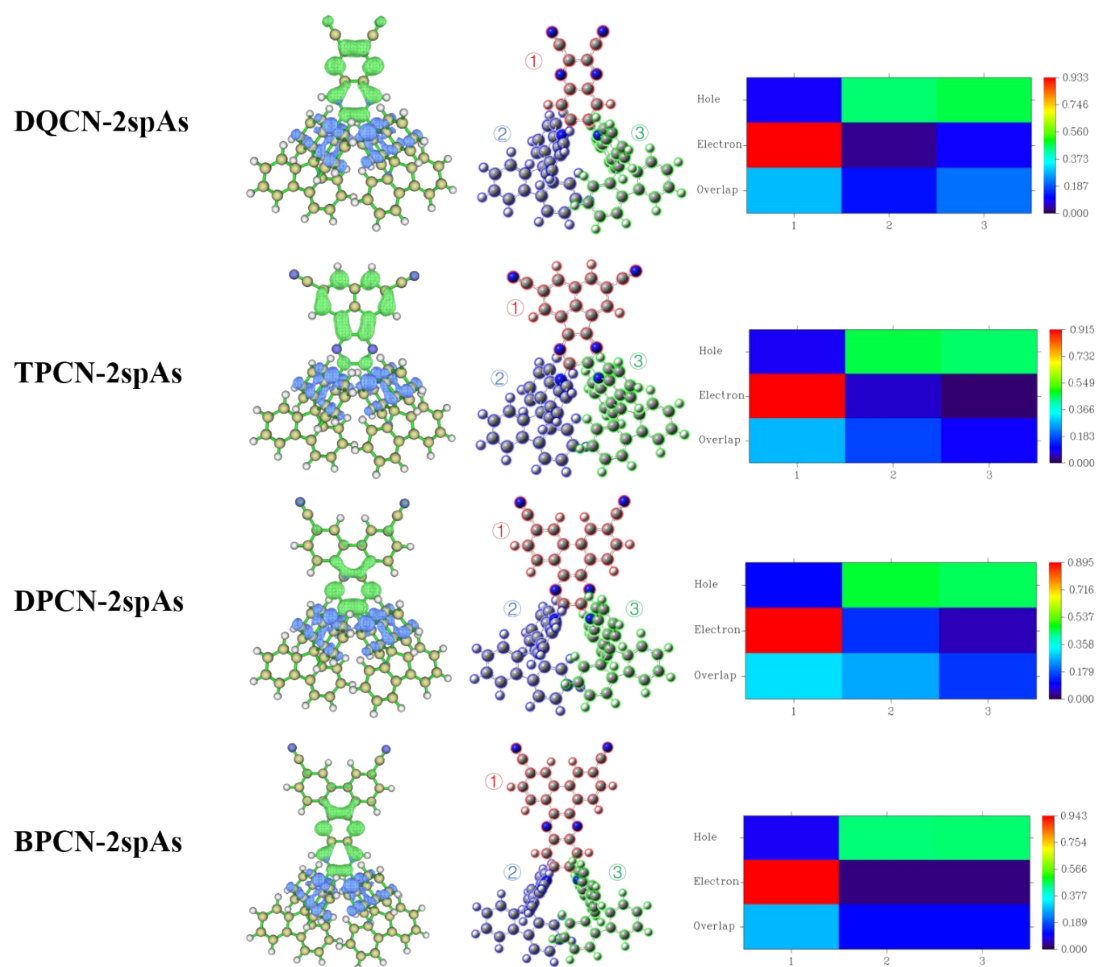 DQCN-2spAs
①
②
③
Hole
Electron
Overlap
1 2 3
0.933
0.746
0.560
0.373
0.187
0.000
TPCN-2spAs
①
②
③
Hole
Electron
Overlap
1 2 3
0.915
0.732
0.549
0.366
0.183
0.000
DPCN-2spAs
①
②
③
Hole
Electron
Overlap
1 2 3
0.895
0.716
0.537
0.358
0.179
0.000
BPCN-2spAs
①
②
③
Hole
Electron
Overlap
1 2 3
0.943
0.754
0.566
0.377
0.189
0.000